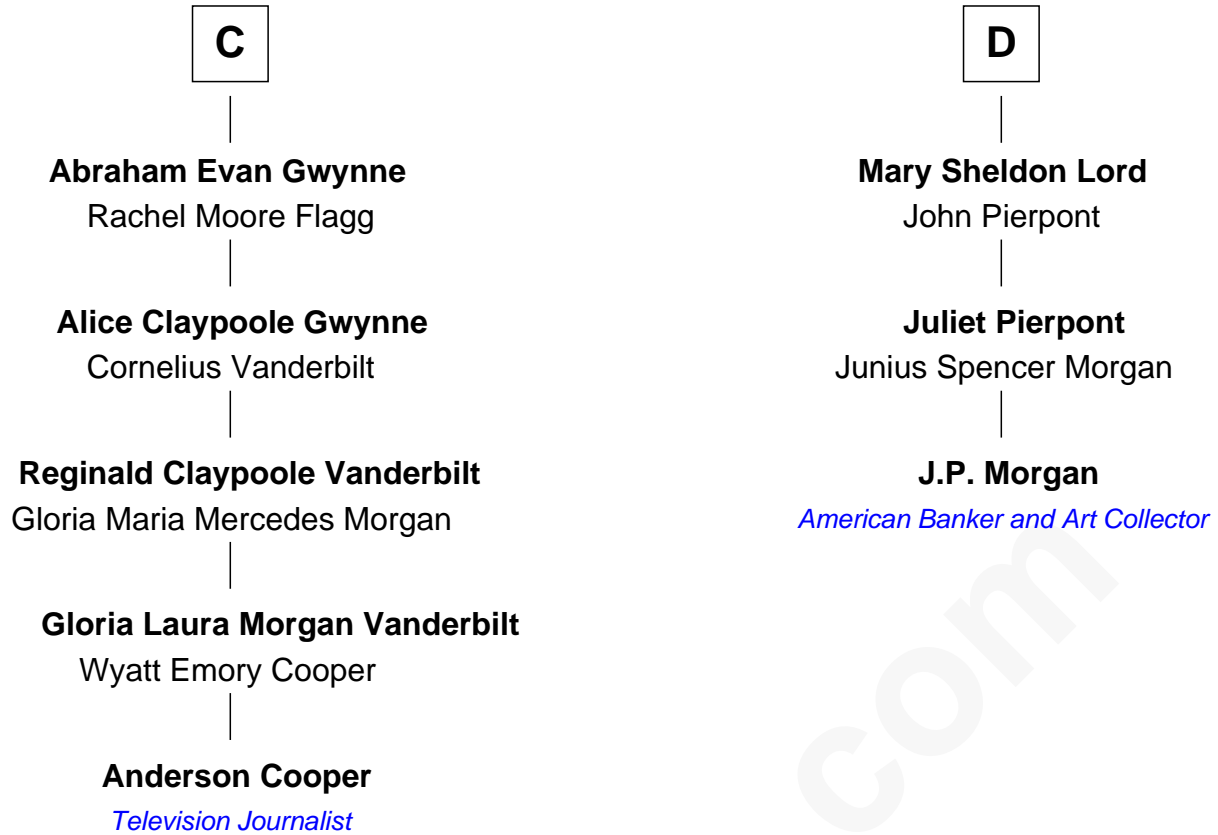 C
Abraham Evan Gwynne
Rachel Moore Flagg
Alice Claypoole Gwynne
Cornelius Vanderbilt
Reginald Claypoole Vanderbilt
Gloria Maria Mercedes Morgan
Gloria Laura Morgan Vanderbilt
Wyatt Emory Cooper
Anderson Cooper
Television Journalist
D
Mary Sheldon Lord
John Pierpont
Juliet Pierpont
Junius Spencer Morgan
J.P. Morgan
American Banker and Art Collector
com